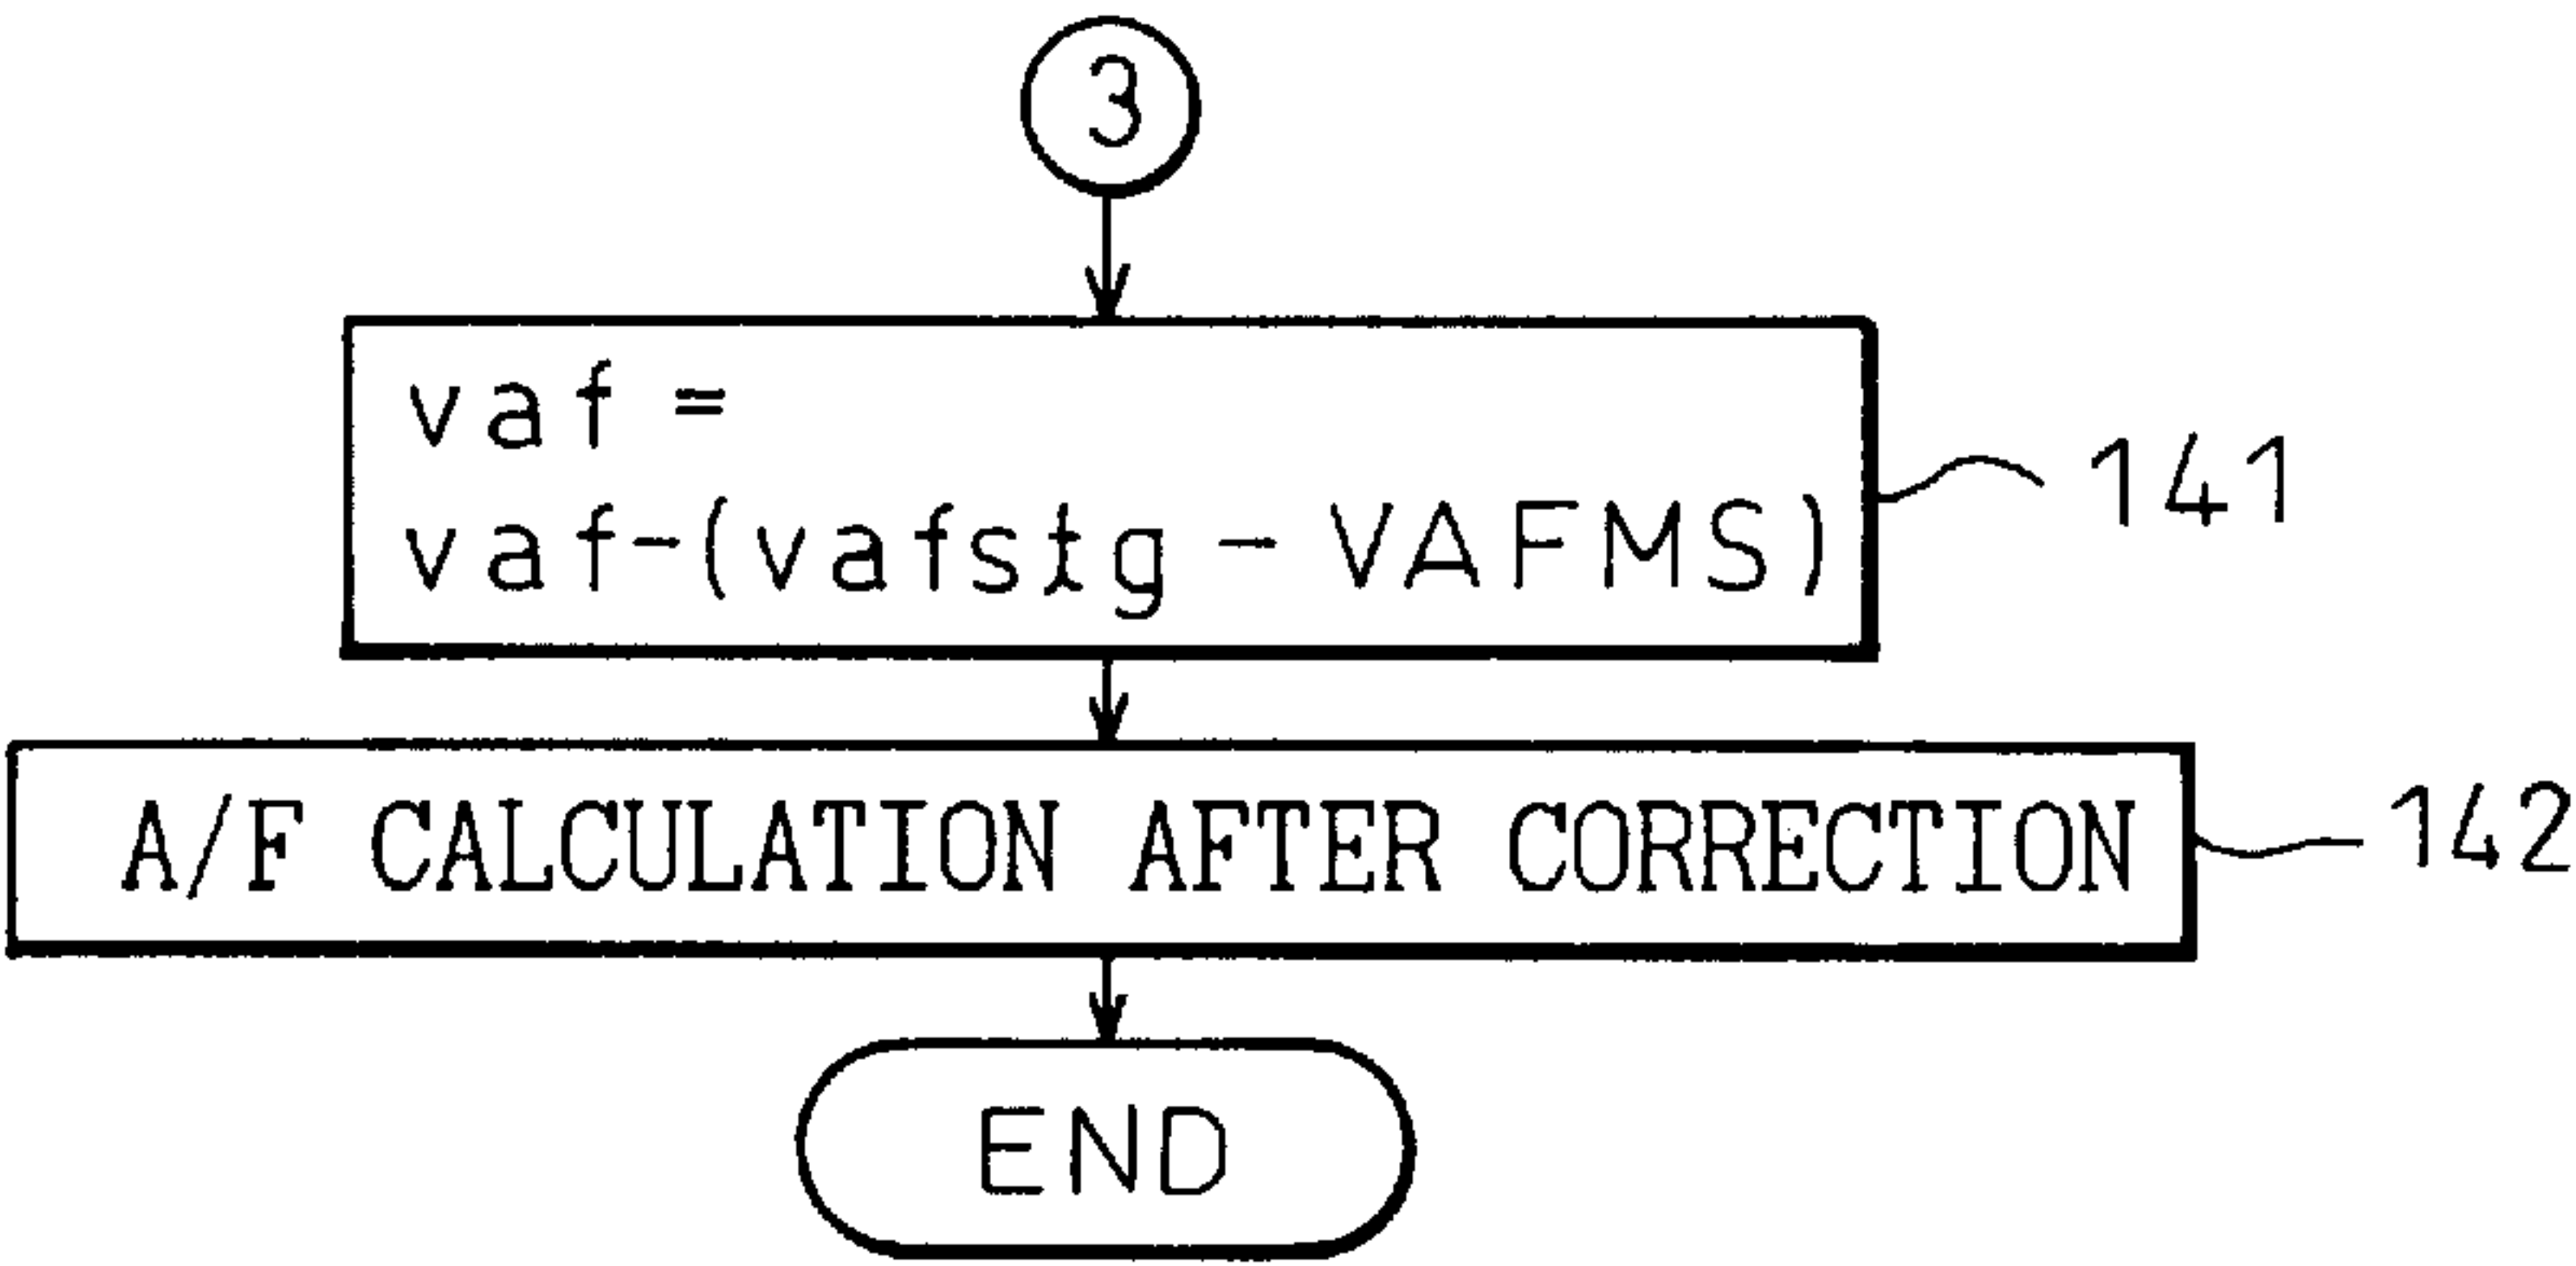 3
vaf =
vaf-(vafstg - VAFMS)
141
A/F CALCULATION AFTER CORRECTION
142
END